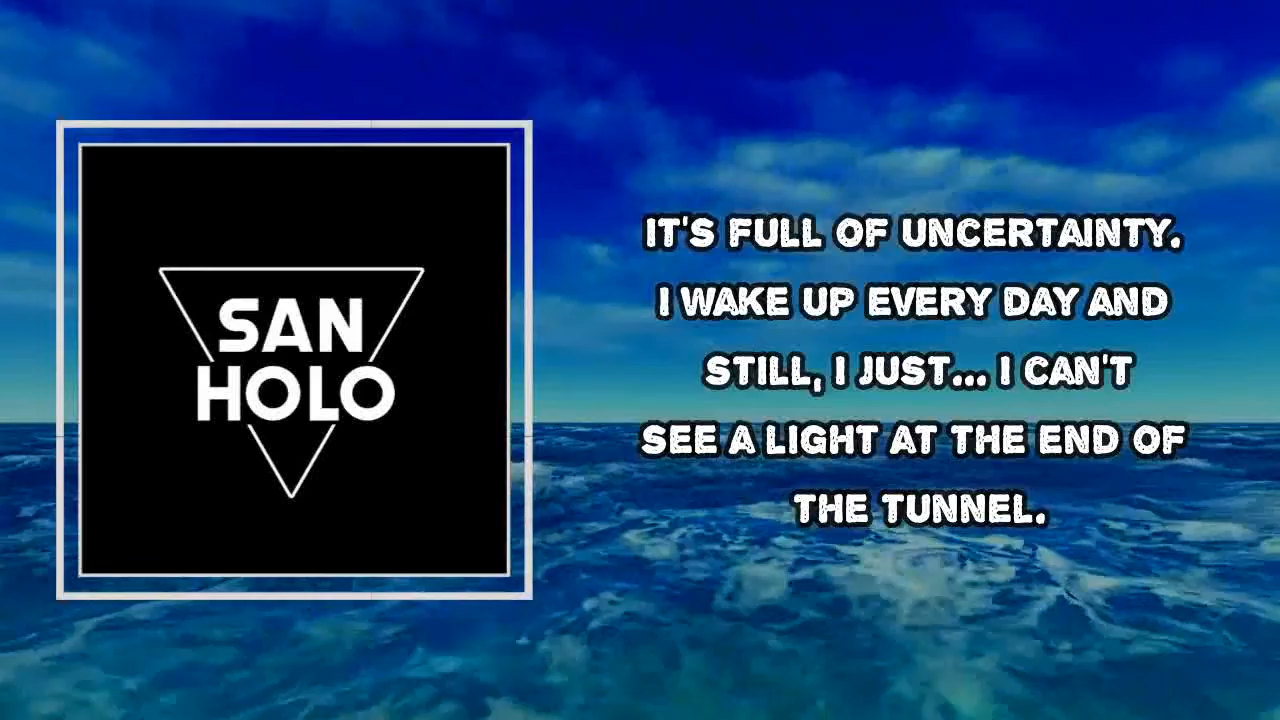 SAN
HOLO
IT'S FULL OF UNCERTAINTY.
I WAKE UP EVERY DAY AND
STILL, I JUST... I CAN'T
SEE A LIGHT AT THE END OF
THE TUNNEL.